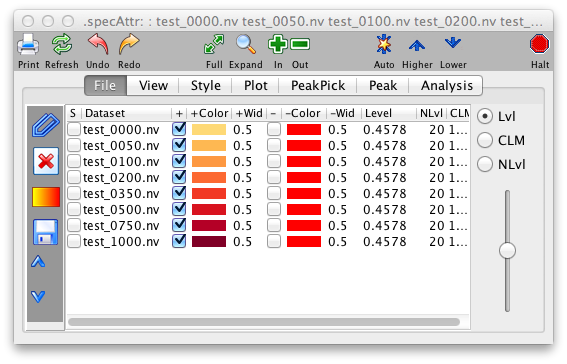 .specAttr: : test_0000.nv test_0050.nv test_0100.nv test_0200.nv test_...
Print Refresh Undo Redo Full Expand In Out Auto Higher Lower Halt
File View Style Plot PeakPick Peak Analysis
S Dataset + +Color +Wid - -Color -Wid Level NLvl CLM
test_0000.nv 0.5 0.5 0.4578 20 1...
test_0050.nv 0.5 0.5 0.4578 20 1...
test_0100.nv 0.5 0.5 0.4578 20 1...
test_0200.nv 0.5 0.5 0.4578 20 1...
test_0350.nv 0.5 0.5 0.4578 20 1...
test_0500.nv 0.5 0.5 0.4578 20 1...
test_0750.nv 0.5 0.5 0.4578 20 1...
test_1000.nv 0.5 0.5 0.4578 20 1...
Lvl
CLM
NLvl